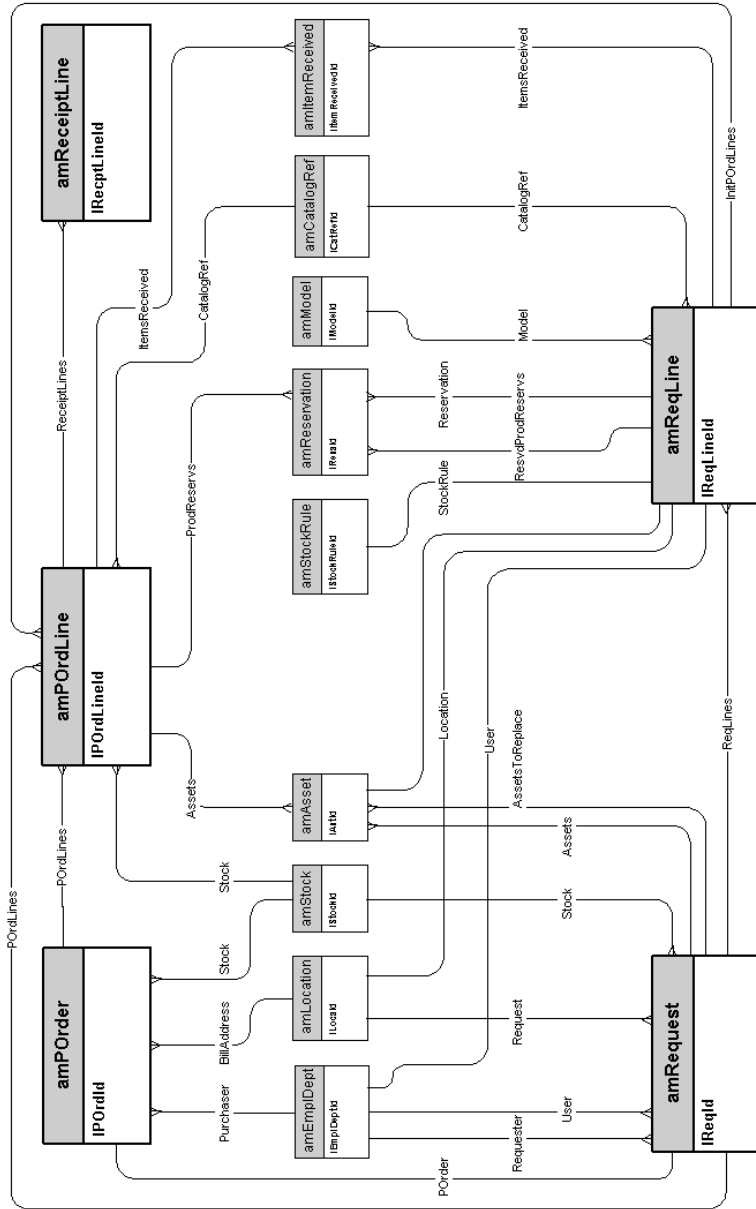 POrdLines
amPOrder
lPOrdId
POrdLines
amPOrdLine
lPOrdLineId
ReceiptLines
amReceiptLine
lRecptLineId
Purchaser
BillAddress
Stock
Stock
Assets
ProdReservs
CatalogRef
ItemsReceived
amEmplDept
lEmplDeptId
amLocation
lLocaId
amStock
lStockId
amAsset
lAstId
amStockRule
lStockRuleId
amReservation
lResaId
amModel
lModelId
amCatalogRef
lCatRefId
amItemReceived
lItemReceivedId
POrder
Requester
User
Request
Stock
Assets
AssetsToReplace
User
Location
StockRule
ResvdProdReservs
Reservation
Model
CatalogRef
ItemsReceived
InitPOrdLines
amRequest
lReqId
ReqLines
amReqLine
lReqLineId